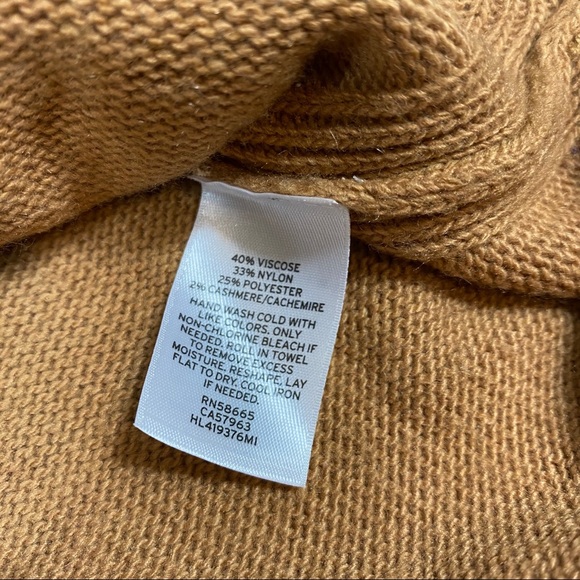 40% VISCOSE
33% NYLON
25% POLYESTER
2% CASHMERE/CACHEMIRE
HAND WASH COLD WITH
LIKE COLORS. ONLY
NON-CHLORINE BLEACH IF
NEEDED. ROLL IN TOWEL
TO REMOVE EXCESS
MOISTURE. RESHAPE, LAY
FLAT TO DRY. COOL IRON
IF NEEDED.
RN58665
CA57963
HL419376MI